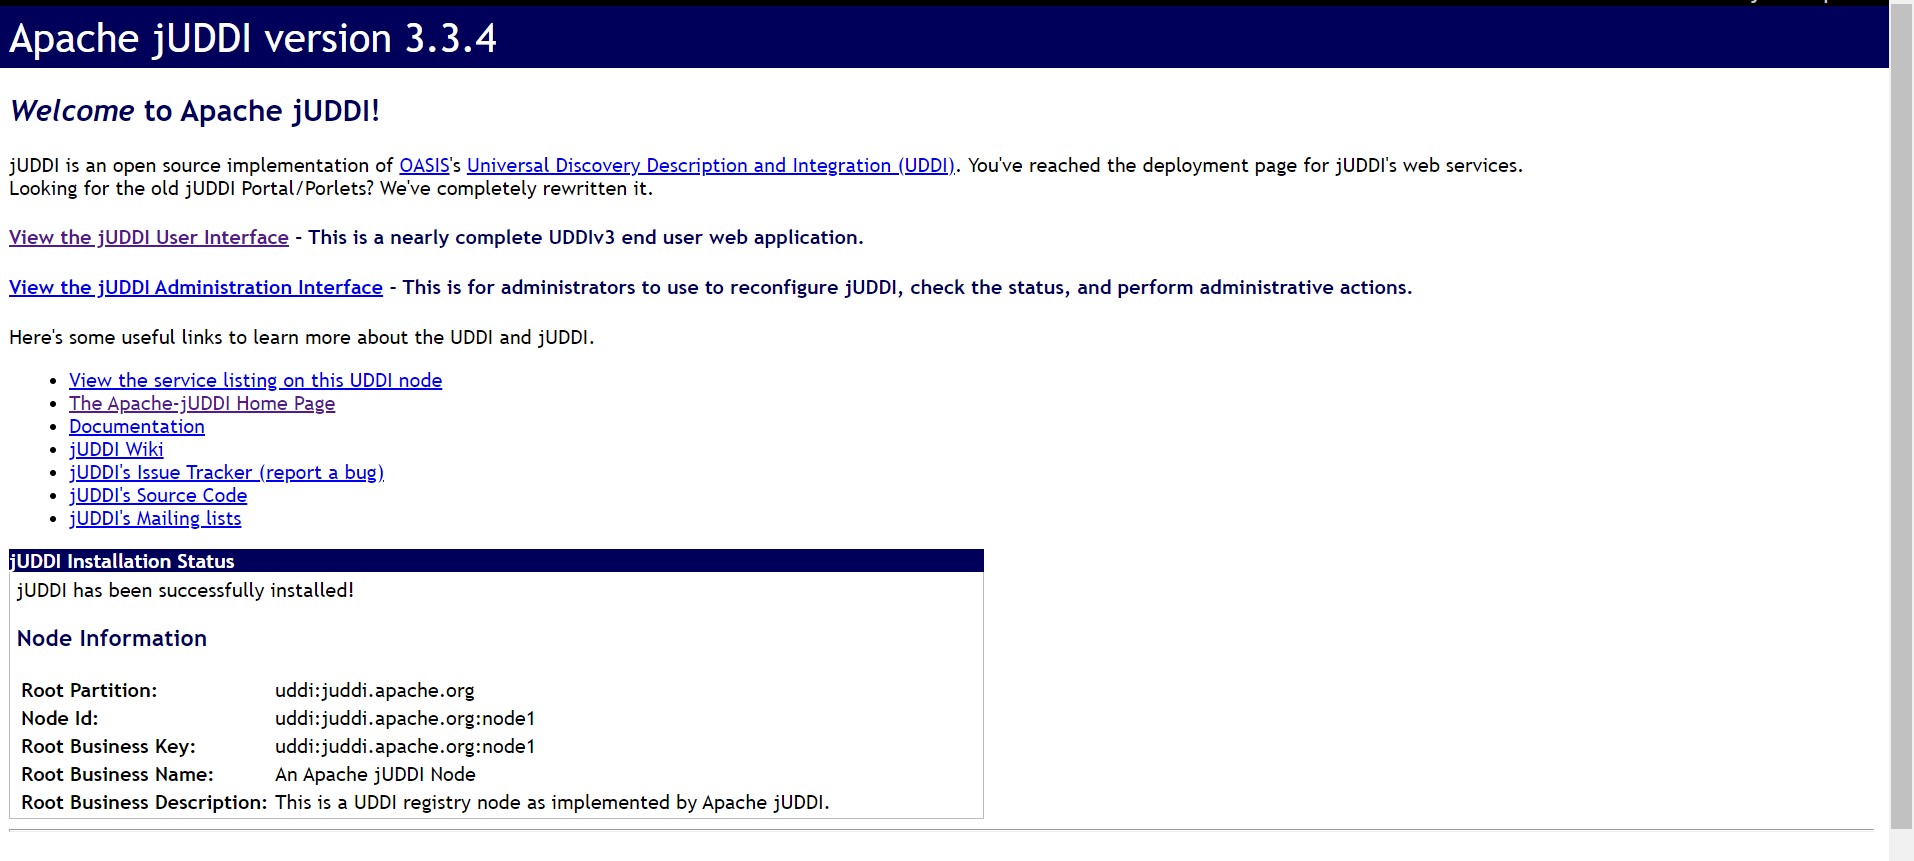 Apache jUDDI version 3.3.4
Welcome to Apache jUDDI!
jUDDI is an open source implementation of OASIS's Universal Discovery Description and Integration (UDDI). You've reached the deployment page for jUDDI's web services.
Looking for the old jUDDI Portal/Porlets? We've completely rewritten it.
View the jUDDI User Interface - This is a nearly complete UDDIv3 end user web application.
View the jUDDI Administration Interface - This is for administrators to use to reconfigure jUDDI, check the status, and perform administrative actions.
Here's some useful links to learn more about the UDDI and jUDDI.
• View the service listing on this UDDI node
• The Apache-jUDDI Home Page
• Documentation
• jUDDI Wiki
• jUDDI's Issue Tracker (report a bug)
• jUDDI's Source Code
• jUDDI's Mailing lists
jUDDI Installation Status
jUDDI has been successfully installed!
Node Information
Root Partition: uddi:juddi.apache.org
Node Id: uddi:juddi.apache.org:node1
Root Business Key: uddi:juddi.apache.org:node1
Root Business Name: An Apache jUDDI Node
Root Business Description: This is a UDDI registry node as implemented by Apache jUDDI.